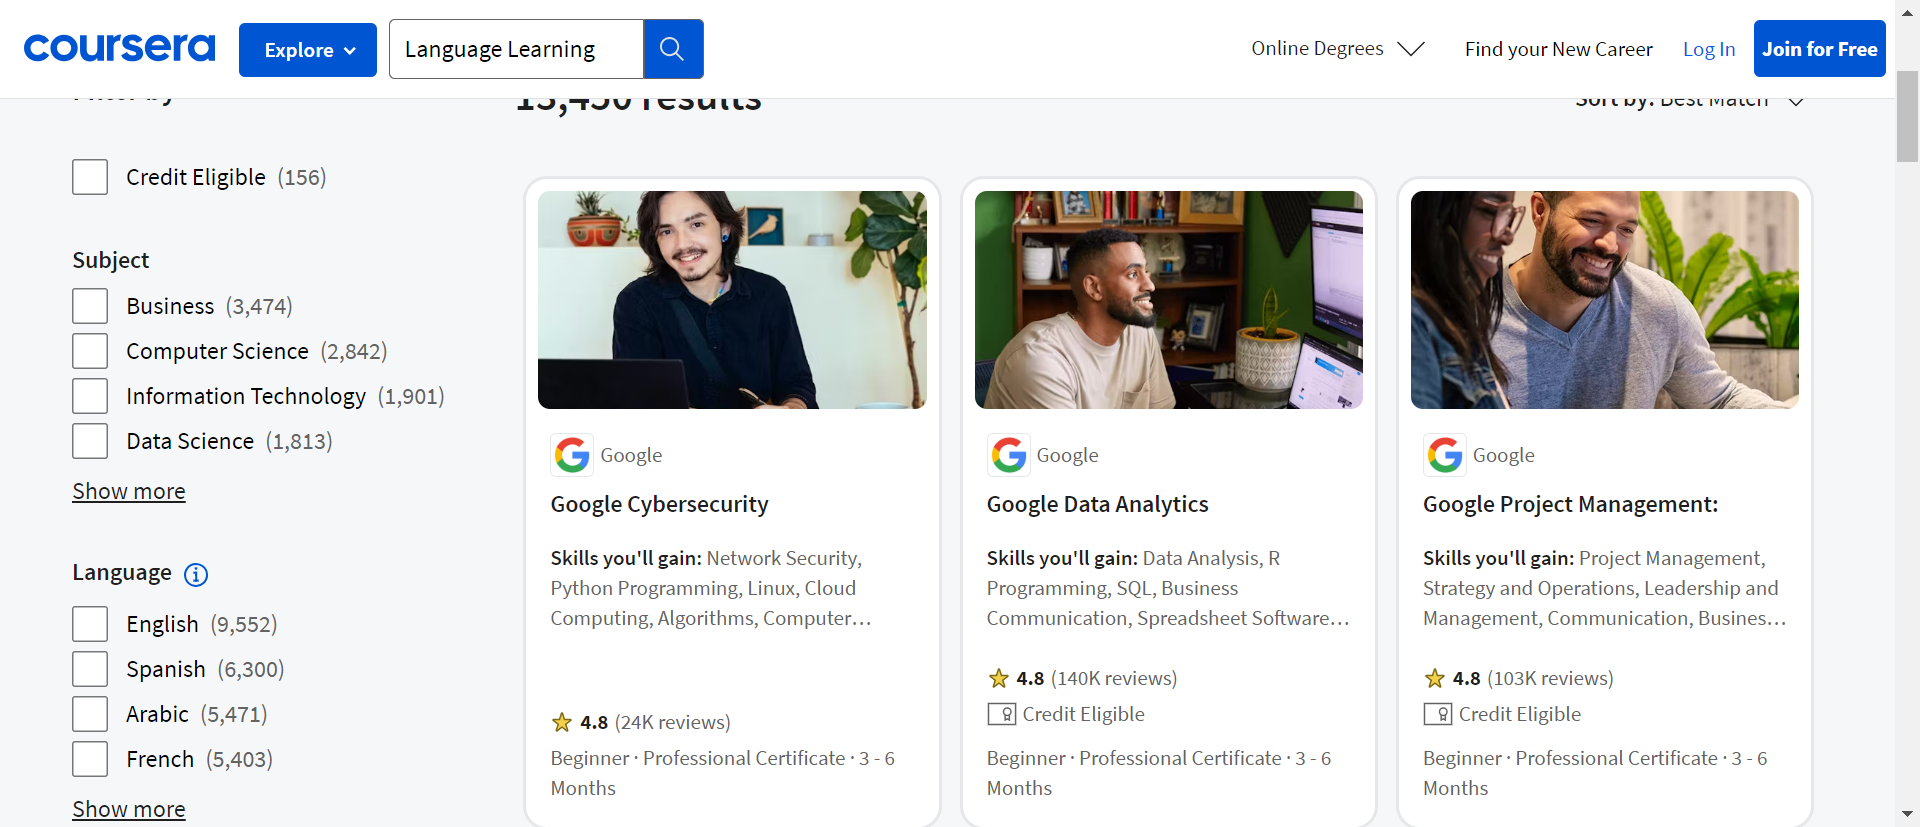 coursera
Explore
Language Learning
Online Degrees
Find your New Career
Log In
Join for Free
Filter by
13,450 results
Sort by: Best Match
Credit Eligible (156)
Subject
Business (3,474)
Computer Science (2,842)
Information Technology (1,901)
Data Science (1,813)
Show more
Language
English (9,552)
Spanish (6,300)
Arabic (5,471)
French (5,403)
Show more
Google
Google Cybersecurity
Skills you'll gain: Network Security,
Python Programming, Linux, Cloud
Computing, Algorithms, Computer...
4.8 (24K reviews)
Beginner · Professional Certificate · 3 - 6
Months
Google
Google Data Analytics
Skills you'll gain: Data Analysis, R
Programming, SQL, Business
Communication, Spreadsheet Software...
4.8 (140K reviews)
Credit Eligible
Beginner · Professional Certificate · 3 - 6
Months
Google
Google Project Management:
Skills you'll gain: Project Management,
Strategy and Operations, Leadership and
Management, Communication, Busines...
4.8 (103K reviews)
Credit Eligible
Beginner · Professional Certificate · 3 - 6
Months